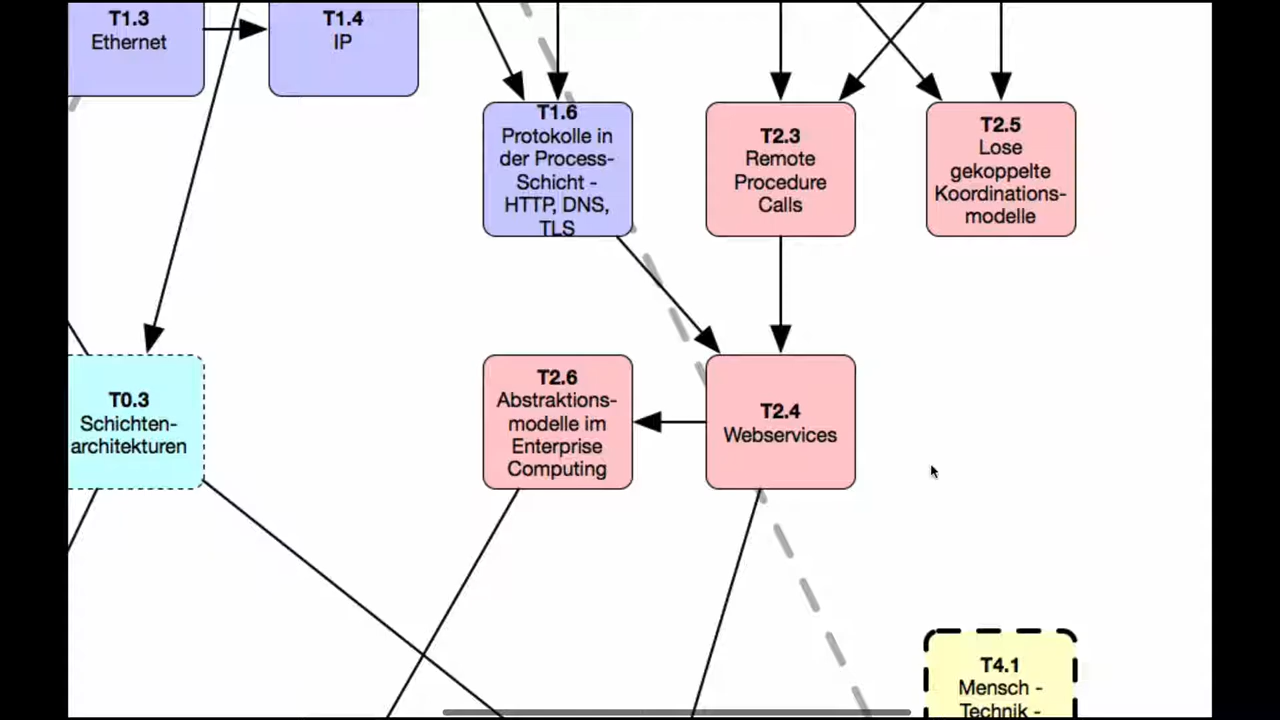 T1.3
Ethernet
T1.4
IP
T1.6
Protokolle in
der Process-
Schicht -
HTTP, DNS,
TLS
T2.3
Remote
Procedure
Calls
T2.5
Lose
gekoppelte
Koordinations-
modelle
T0.3
Schichten-
architekturen
T2.6
Abstraktions-
modelle im
Enterprise
Computing
T2.4
Webservices
T4.1
Mensch -
Technik -